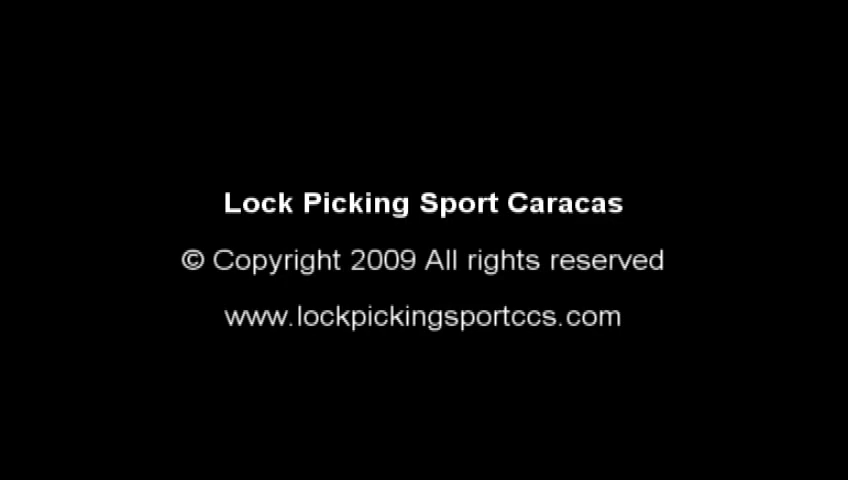 Lock Picking Sport Caracas
© Copyright 2009 All rights reserved
www.lockpickingsportccs.com